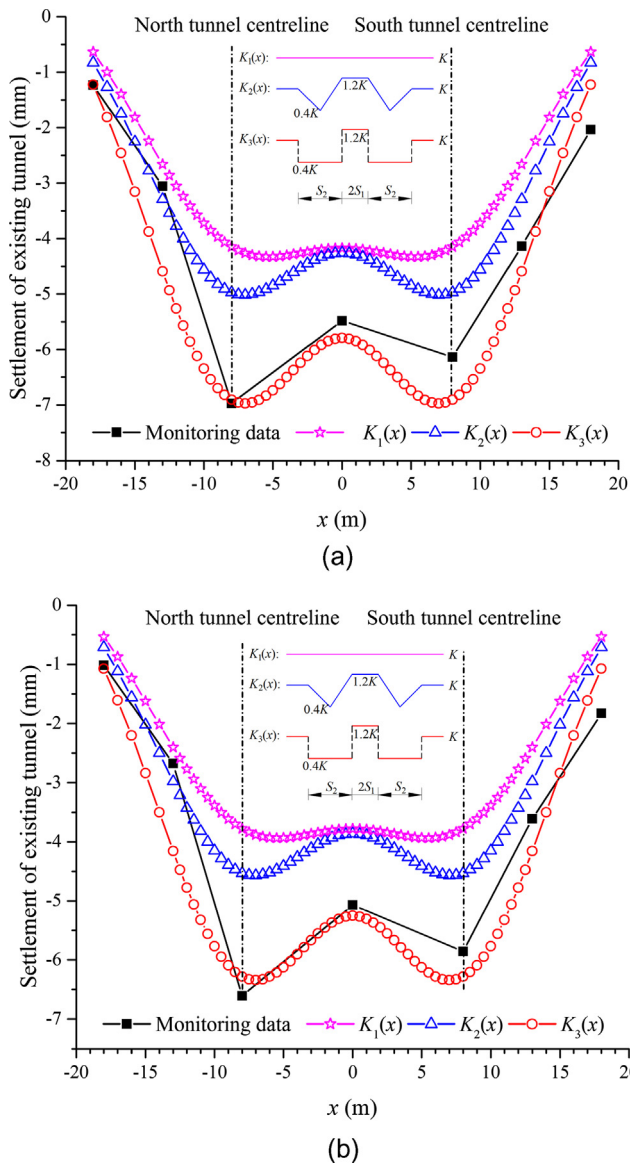 (a)
North tunnel centreline South tunnel centreline
K₁(x): K
K₂(x): 1.2K K
0.4K
K₃(x): 1.2K K
0.4K
S₂ 2S₁ S₂
Settlement of existing tunnel (mm)
0
-1
-2
-3
-4
-5
-6
-7
-8
Monitoring data K₁(x) K₂(x) K₃(x)
-20 -15 -10 -5 0 5 10 15 20
x (m)
(a)
North tunnel centreline South tunnel centreline
K₁(x): K
K₂(x): 1.2K K
0.4K
K₃(x): 1.2K K
0.4K
S₂ 2S₁ S₂
Settlement of existing tunnel (mm)
0
-1
-2
-3
-4
-5
-6
-7
Monitoring data K₁(x) K₂(x) K₃(x)
-20 -15 -10 -5 0 5 10 15 20
x (m)
(b)